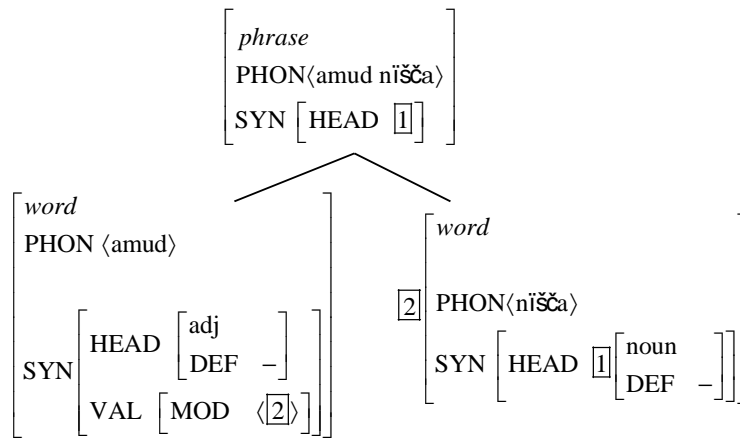 phrase
PHON⟨amud nïšča⟩
SYN [HEAD [1]]
word
PHON ⟨amud⟩
SYN
HEAD [adj
DEF –]
VAL [MOD ⟨[2]⟩]
[2]
word
PHON⟨nïšča⟩
SYN [HEAD [1] [noun
DEF –]]